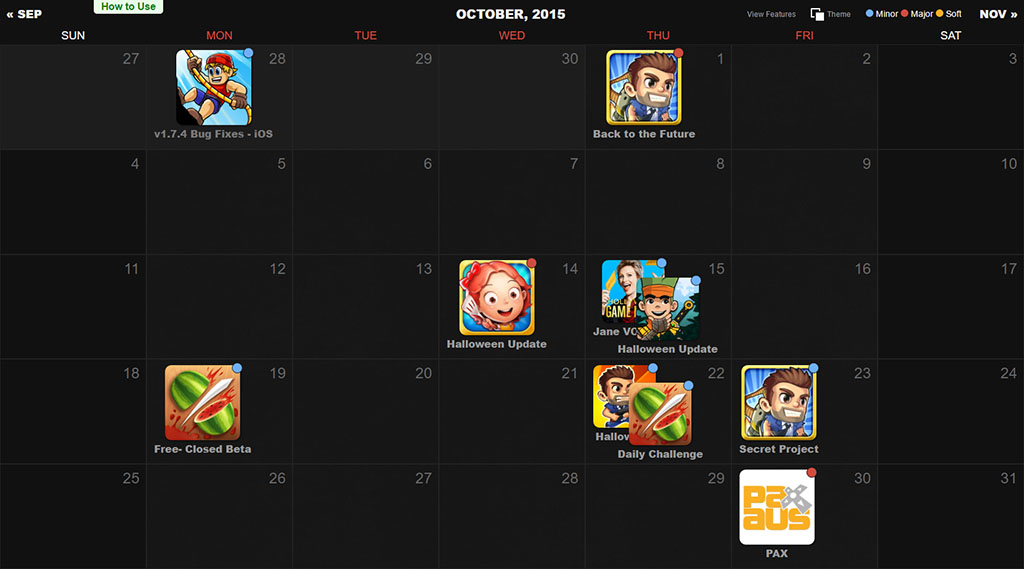 « SEP
How to Use
OCTOBER, 2015
View Features
Theme
Minor
Major
Soft
NOV »
SUN
MON
TUE
WED
THU
FRI
SAT
27
28
v1.7.4 Bug Fixes - iOS
29
30
1
Back to the Future
2
3
4
5
6
7
8
9
10
11
12
13
14
Halloween Update
15
GAME
Jane
Halloween Update
16
17
18
19
Free- Closed Beta
20
21
22
Daily Challenge
23
Secret Project
24
25
26
27
28
29
30
Pax
aus
PAX
31